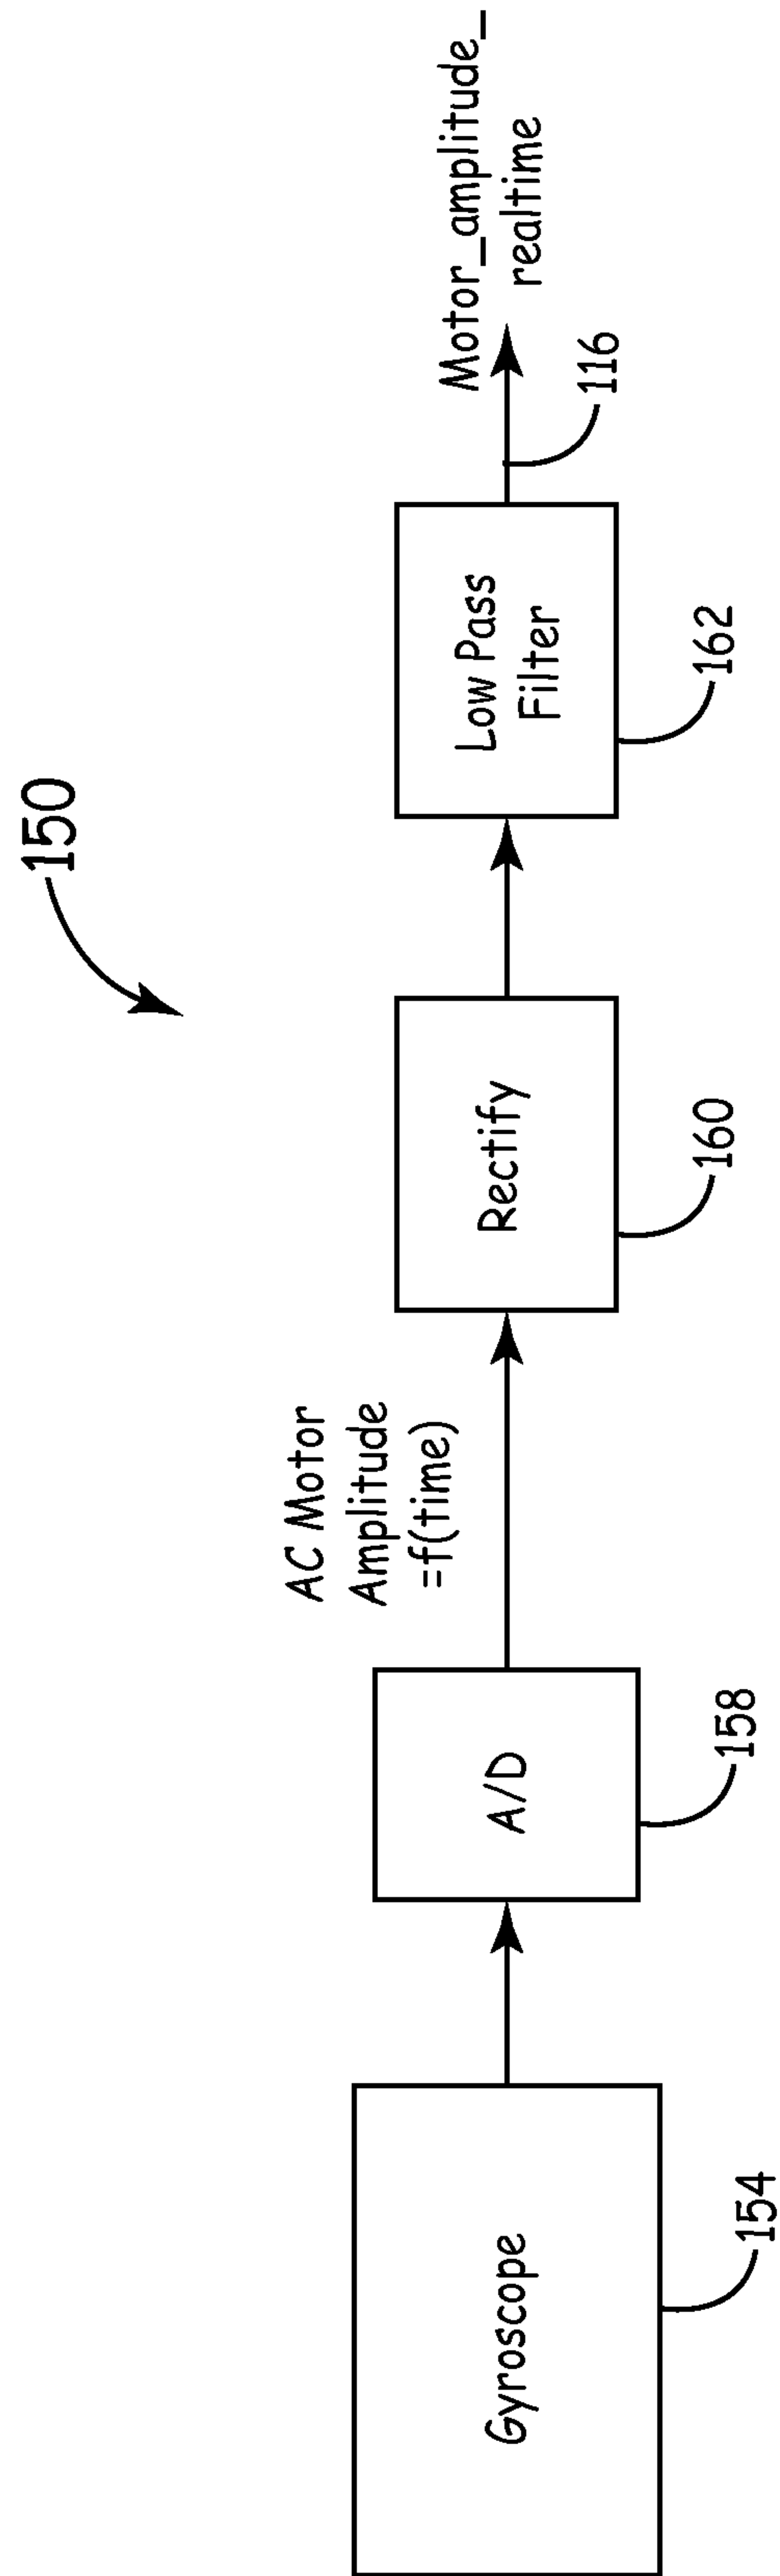 150
Gyroscope
154
A/D
158
AC Motor
Amplitude
=f(time)
Rectify
160
Low Pass
Filter
162
Motor_amplitude_
realtime
116